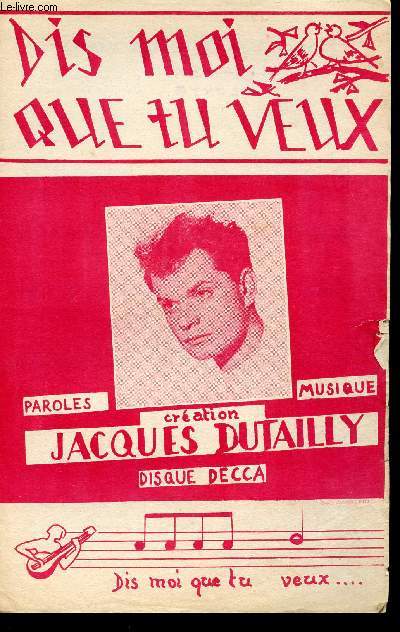 Le-livre.com
Dis moi
QUE tu VEUX
PAROLES
MUSIQUE
création
JACQUES DUTAILLY
DISQUE DECCA
Dis moi que tu veux....